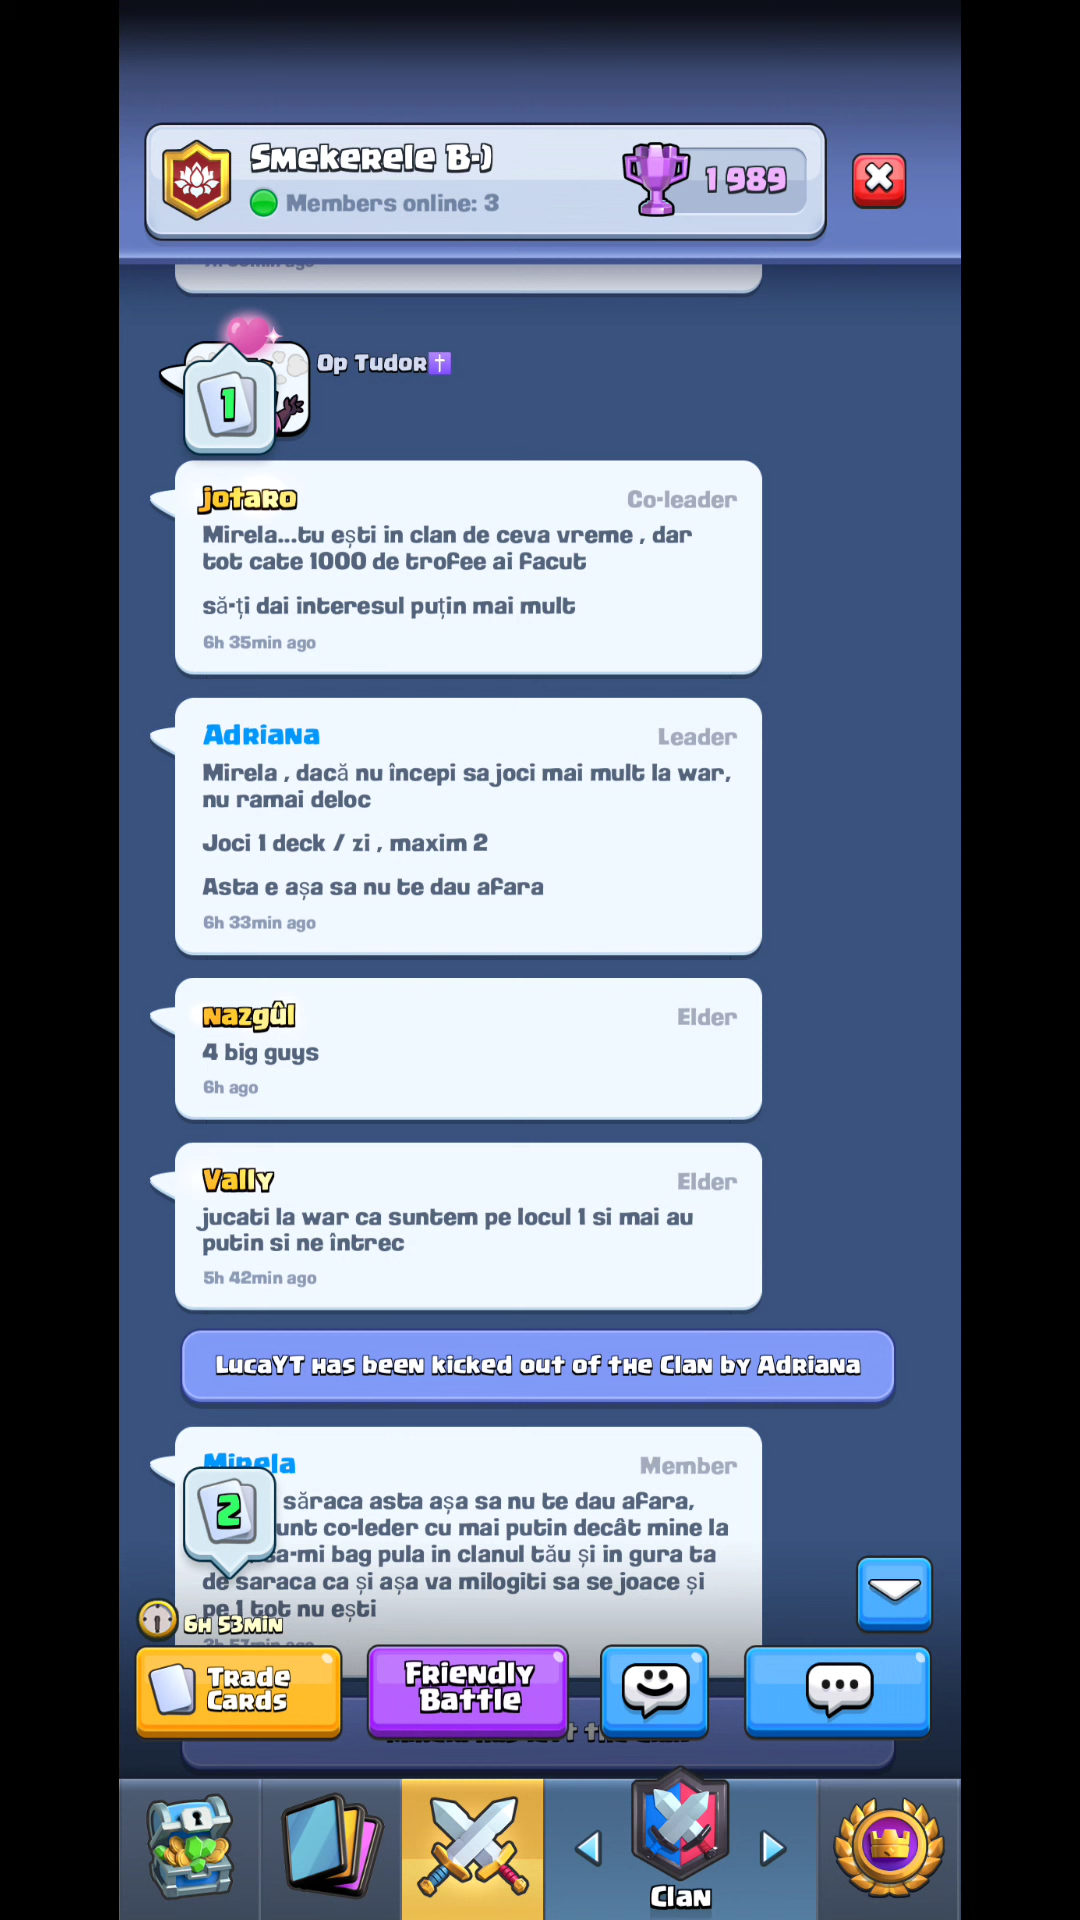 Smekerele B-)
Members online: 3
1 989
Op Tudor✝
1
jotaro
Co-leader
Mirela...tu ești in clan de ceva vreme , dar
tot cate 1000 de trofee ai facut
să-ți dai interesul puțin mai mult
6h 35min ago
Adriana
Leader
Mirela , dacă nu începi sa joci mai mult la war,
nu ramai deloc
Joci 1 deck / zi , maxim 2
Asta e așa sa nu te dau afara
6h 33min ago
Nazgûl
Elder
4 big guys
6h ago
Vally
Elder
jucati la war ca suntem pe locul 1 si mai au
putin si ne întrec
5h 42min ago
LucaYT has been kicked out of the Clan by Adriana
Mirela
Member
2
săraca asta așa sa nu te dau afara,
co-leder cu mai putin decât mine la
sa-mi bag pula in clanul tău și in gura ta
de saraca ca și așa va milogiti sa se joace și
pe 1 tot nu ești
6h 53min
Trade
Cards
Friendly
Battle
Clan